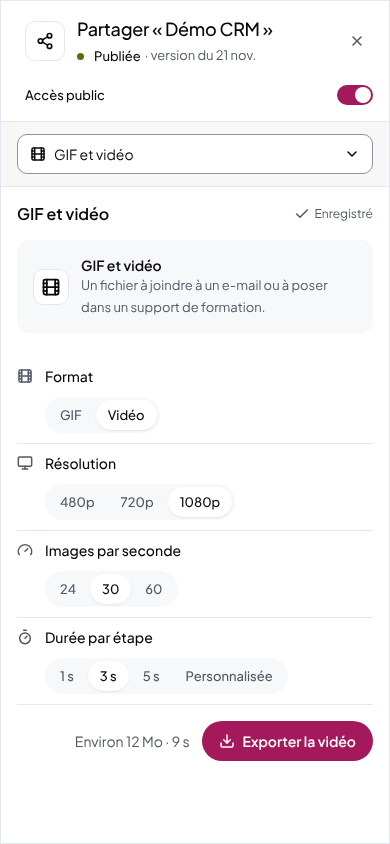 Partager « Démo CRM »
Publiée · version du 21 nov.
Accès public
GIF et vidéo
GIF et vidéo
Enregistré
GIF et vidéo
Un fichier à joindre à un e-mail ou à poser
dans un support de formation.
Format
GIF Vidéo
Résolution
480p 720p 1080p
Images par seconde
24 30 60
Durée par étape
1 s 3 s 5 s Personnalisée
Environ 12 Mo · 9 s
Exporter la vidéo